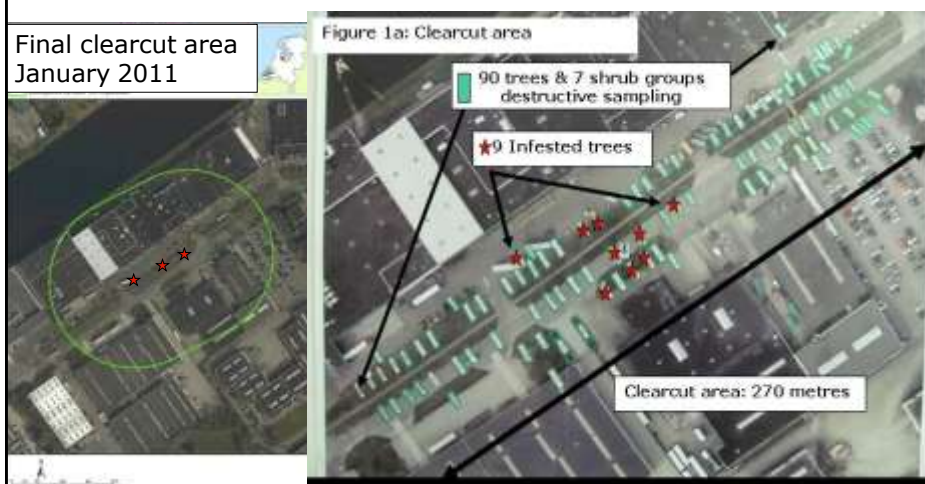 Final clearcut area
January 2011
Figure 1a: Clearcut area
90 trees & 7 shrub groups
destructive sampling
9 Infested trees
Clearcut area: 270 metres